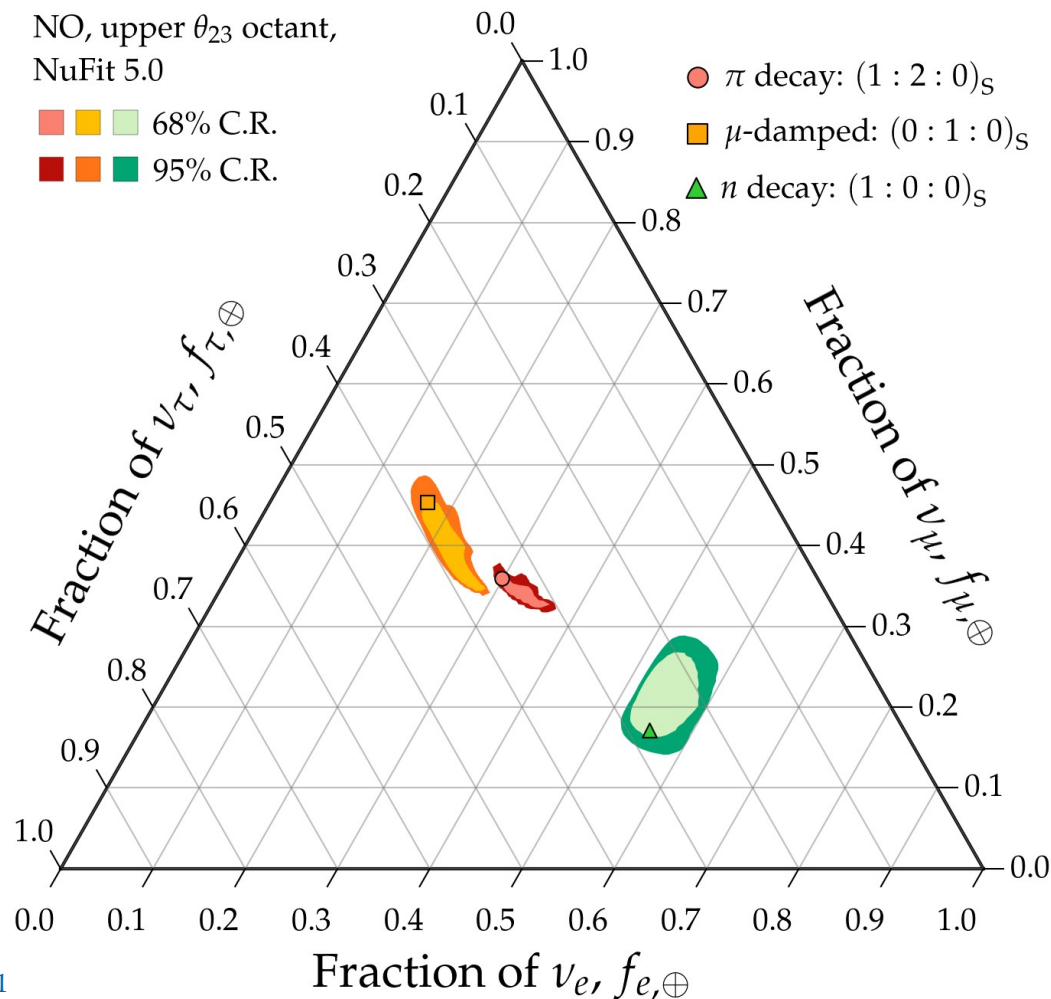 NO, upper θ₂₃ octant,
NuFit 5.0
68% C.R.
95% C.R.
π decay: (1 : 2 : 0)ₛ
μ-damped: (0 : 1 : 0)ₛ
n decay: (1 : 0 : 0)ₛ
0.0
0.1
0.2
0.3
0.4
0.5
0.6
0.7
0.8
0.9
1.0
Fraction of ντ, fτ,⊕
1.0
0.9
0.8
0.7
0.6
0.5
0.4
0.3
0.2
0.1
0.0
Fraction of νμ, fμ,⊕
0.0 0.1 0.2 0.3 0.4 0.5 0.6 0.7 0.8 0.9 1.0
Fraction of νe, fe,⊕
1